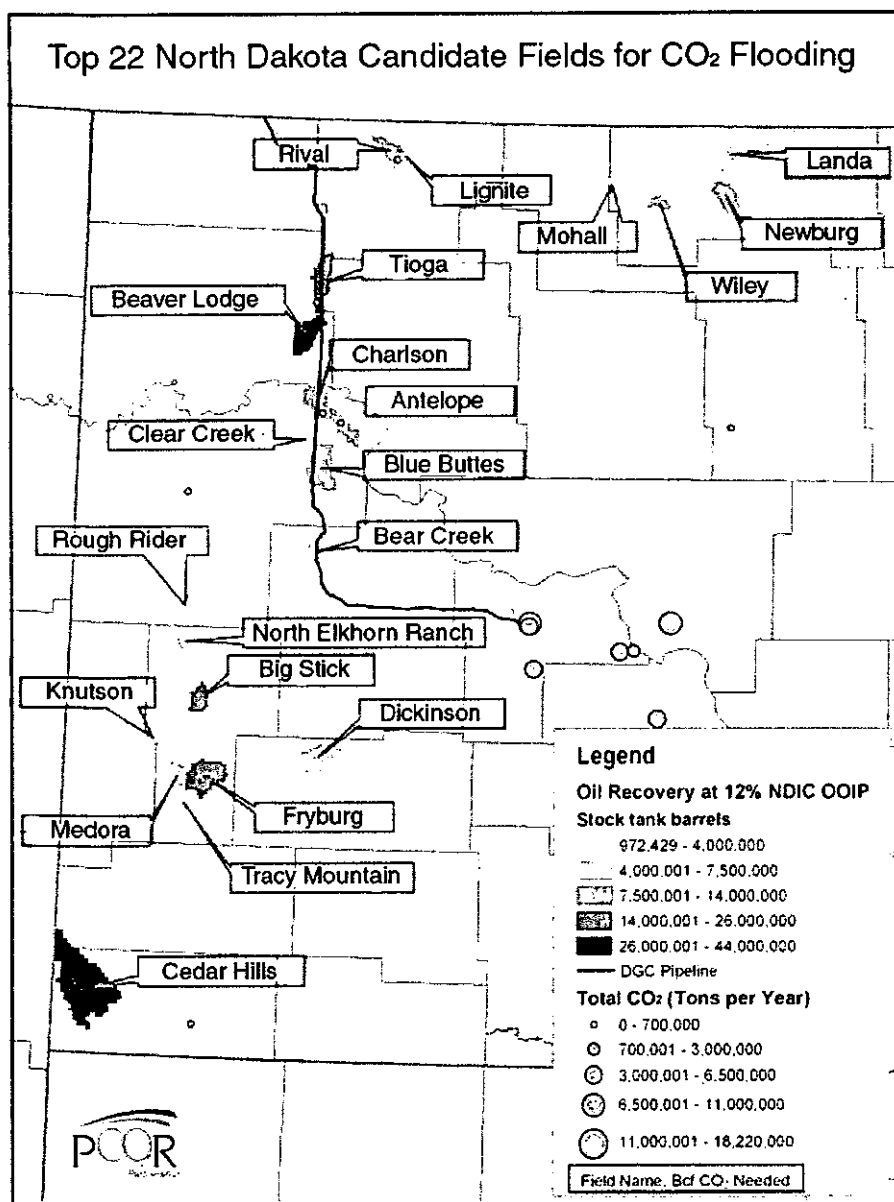 Top 22 North Dakota Candidate Fields for CO₂ Flooding
Rival
Landa
Lignite
Mohall
Newburg
Tioga
Wiley
Beaver Lodge
Charlson
Antelope
Clear Creek
Blue Buttes
Rough Rider
Bear Creek
North Elkhorn Ranch
Big Stick
Knutson
Dickinson
Medora
Fryburg
Tracy Mountain
Cedar Hills
Legend
Oil Recovery at 12% NDIC OOIP
Stock tank barrels
972,429 - 4,000,000
4,000,001 - 7,500,000
7,500,001 - 14,000,000
14,000,001 - 26,000,000
26,000,001 - 44,000,000
DGC Pipeline
Total CO₂ (Tons per Year)
0 - 700,000
700,001 - 3,000,000
3,000,001 - 6,500,000
6,500,001 - 11,000,000
11,000,001 - 18,220,000
Field Name, Bcf CO₂ Needed
PCOR